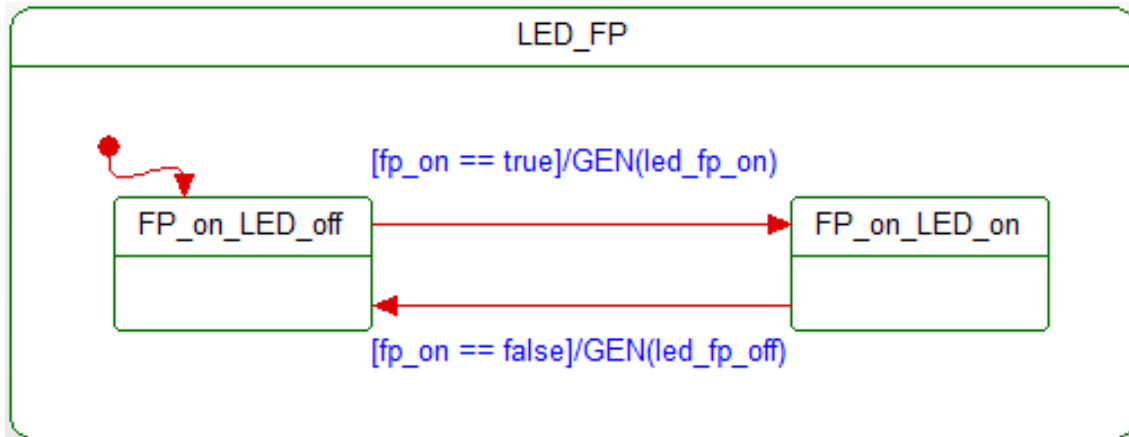 LED_FP
[fp_on == true]/GEN(led_fp_on)
FP_on_LED_off
FP_on_LED_on
[fp_on == false]/GEN(led_fp_off)